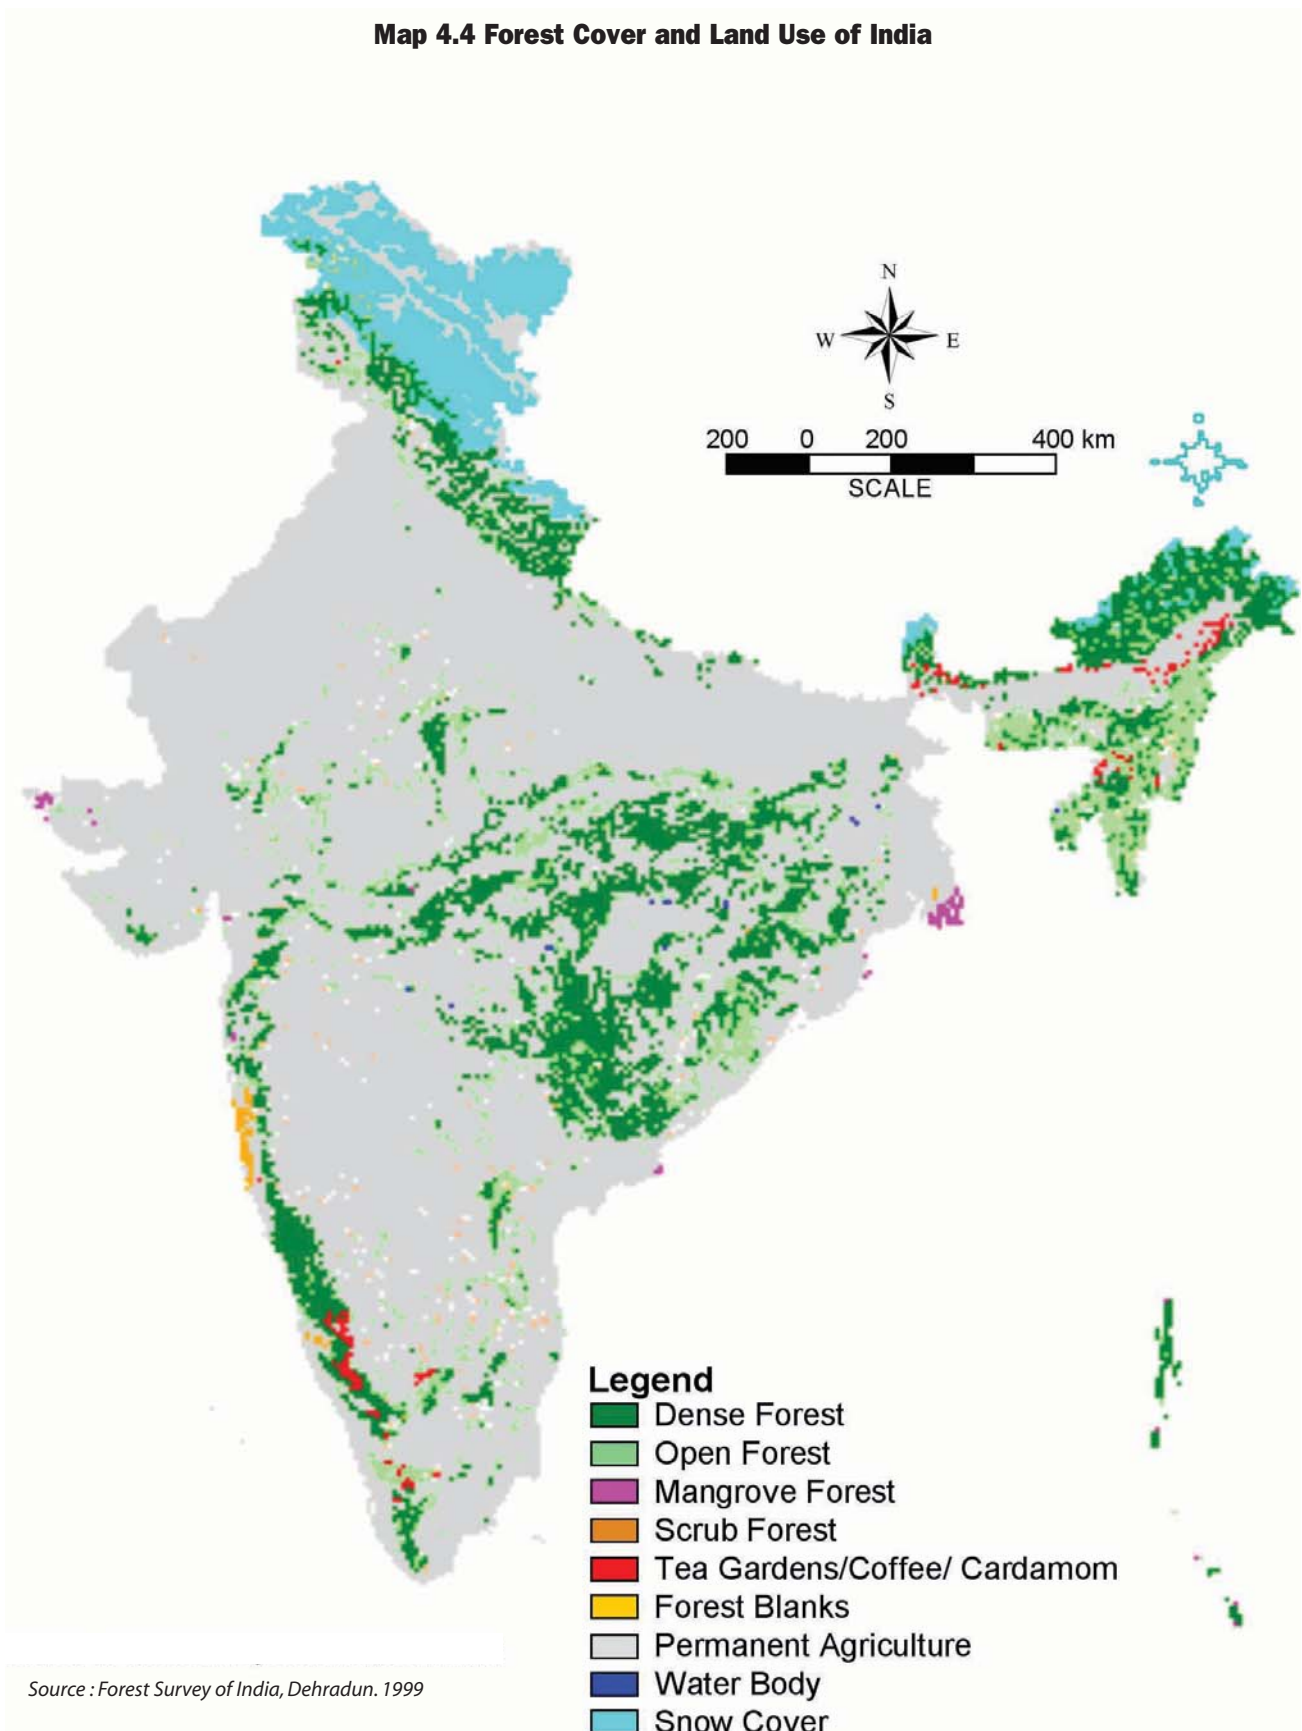 Map 4.4 Forest Cover and Land Use of India
N
W E
S
200 0 200 400 km
SCALE
Legend
Dense Forest
Open Forest
Mangrove Forest
Scrub Forest
Tea Gardens/Coffee/ Cardamom
Forest Blanks
Permanent Agriculture
Water Body
Snow Cover
Source : Forest Survey of India, Dehradun. 1999